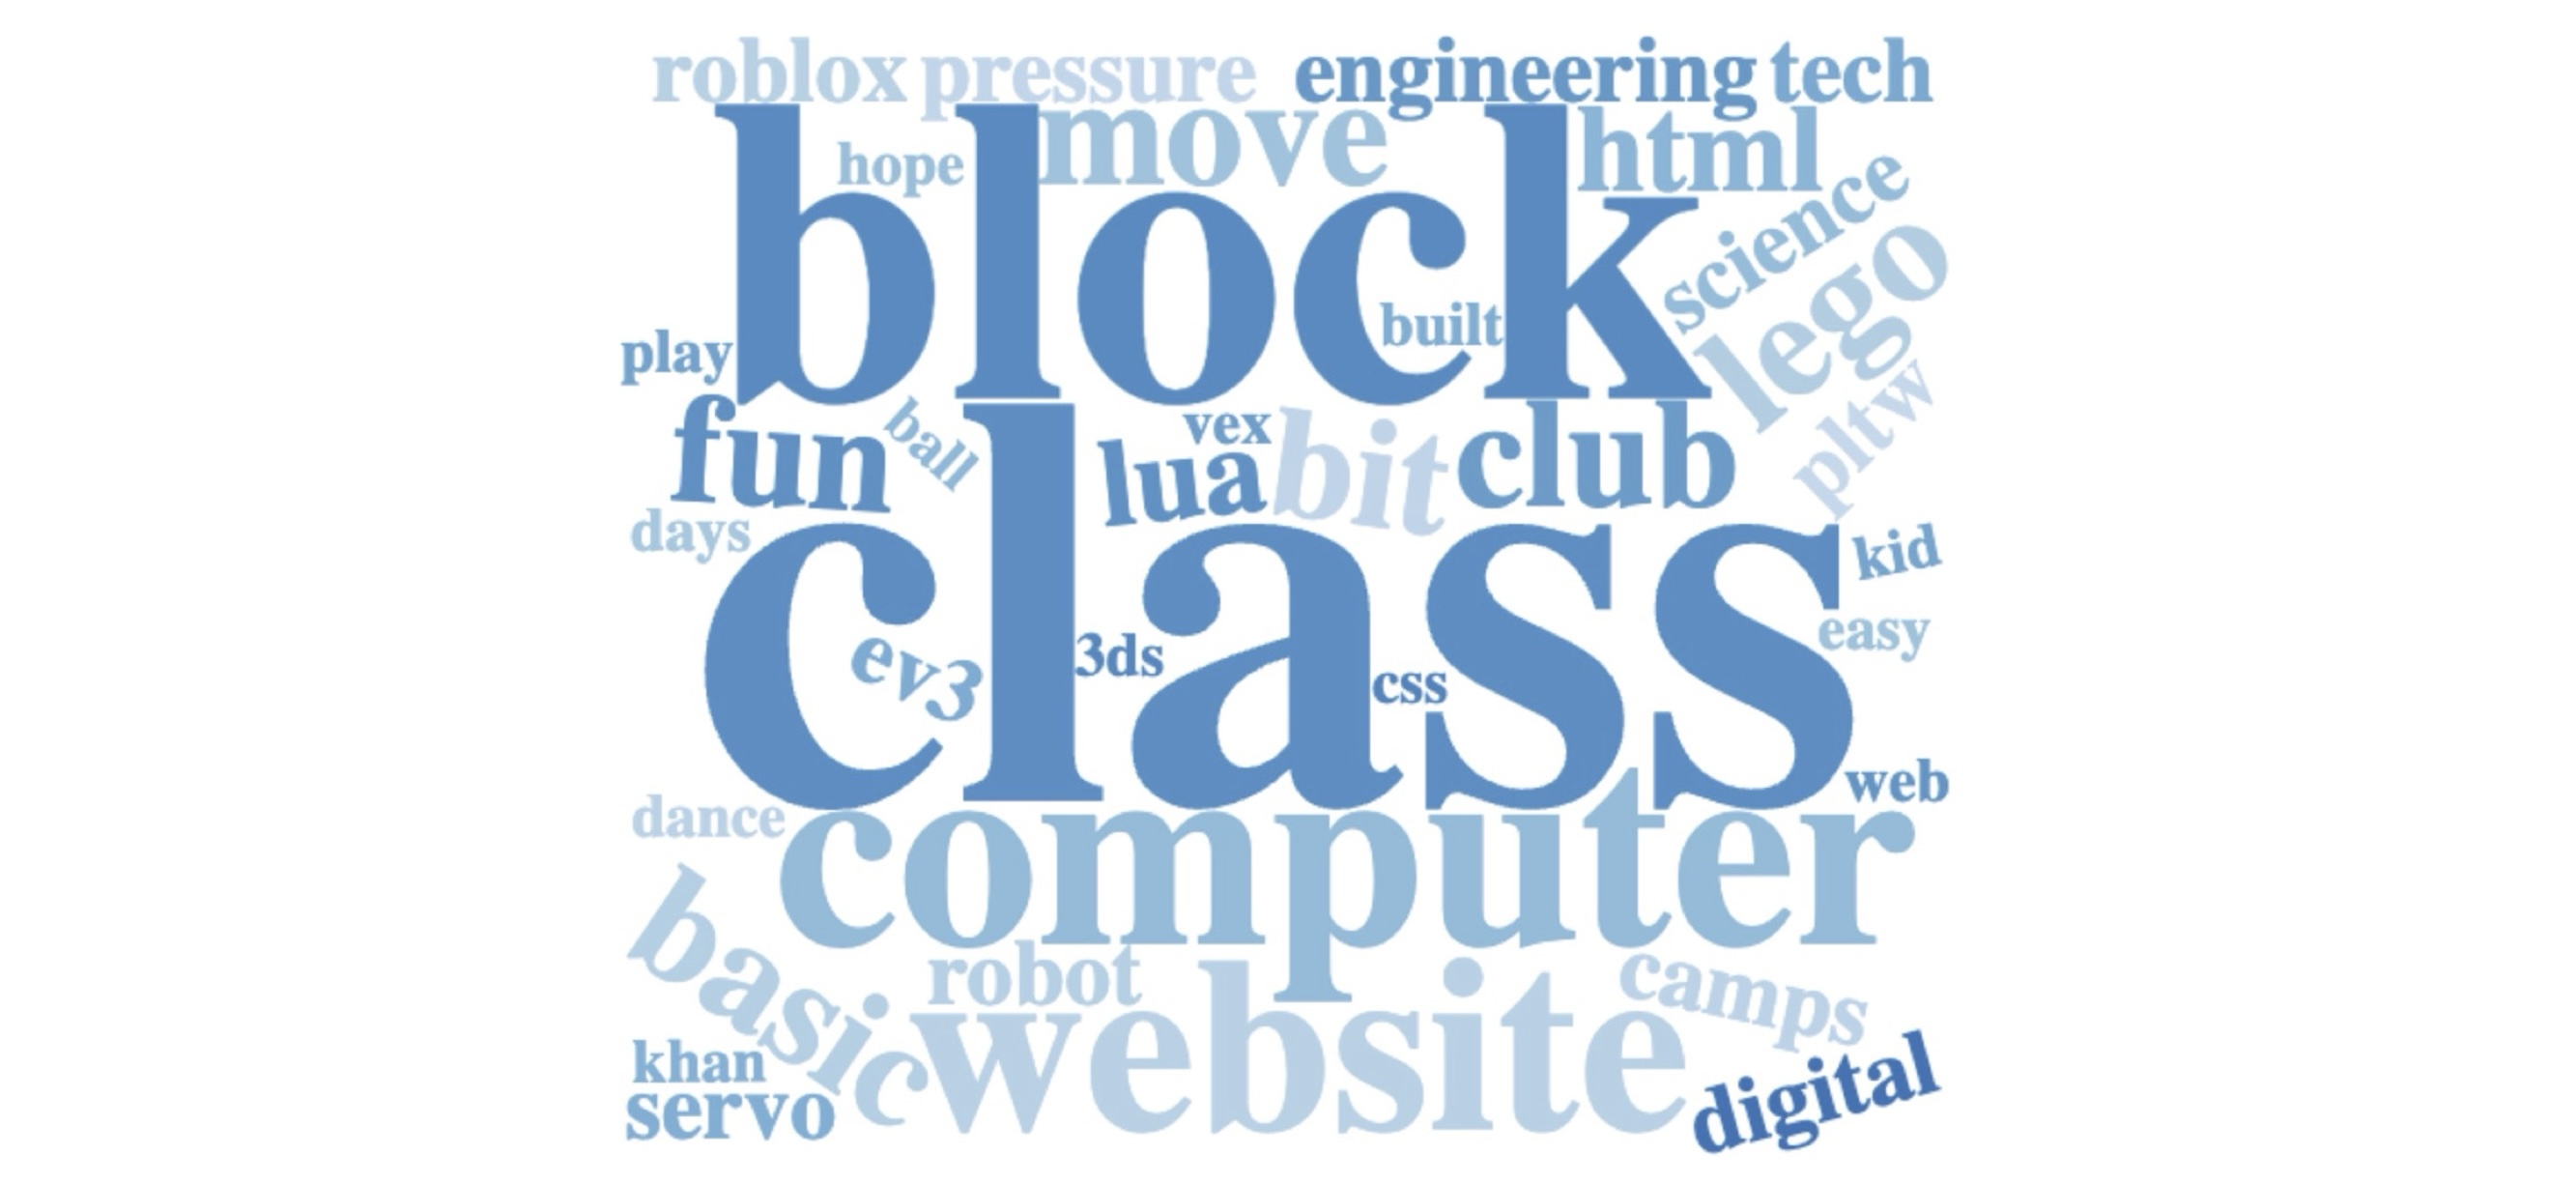 roblox pressure engineering tech
hope move html
block
science
lego
built
play
pltw
fun ball vex lua bit club
days
class
kid
easy
ev3 3ds css
web
dance computer
basic robot camps
khan website
servo digital